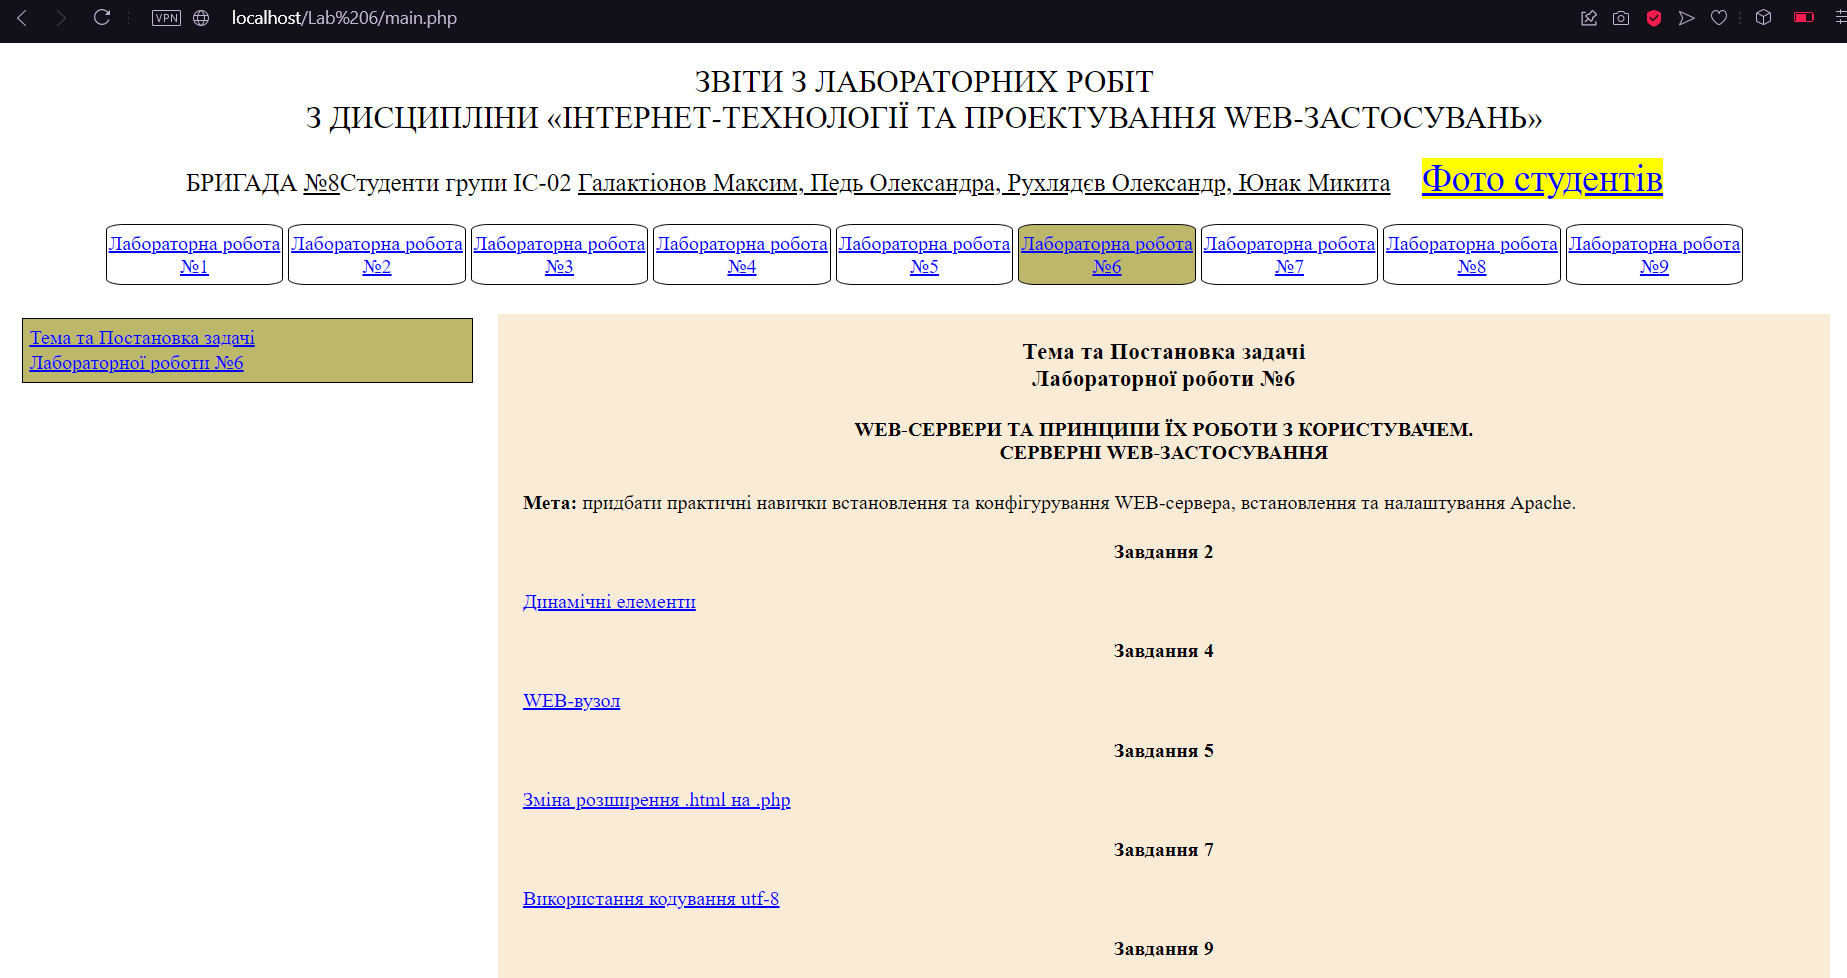 VPN localhost/Lab%206/main.php
ЗВІТИ З ЛАБОРАТОРНИХ РОБІТ
З ДИСЦИПЛІНИ «ІНТЕРНЕТ-ТЕХНОЛОГІЇ ТА ПРОЕКТУВАННЯ WEB-ЗАСТОСУВАНЬ»
БРИГАДА №8Студенти групи ІС-02 Галактіонов Максим, Педь Олександра, Рухлядєв Олександр, Юнак Микита Фото студентів
Лабораторна робота
№1
Лабораторна робота
№2
Лабораторна робота
№3
Лабораторна робота
№4
Лабораторна робота
№5
Лабораторна робота
№6
Лабораторна робота
№7
Лабораторна робота
№8
Лабораторна робота
№9
Тема та Постановка задачі
Лабораторної роботи №6
Тема та Постановка задачі
Лабораторної роботи №6
WEB-СЕРВЕРИ ТА ПРИНЦИПИ ЇХ РОБОТИ З КОРИСТУВАЧЕМ.
СЕРВЕРНІ WEB-ЗАСТОСУВАННЯ
Мета: придбати практичні навички встановлення та конфігурування WEB-сервера, встановлення та налаштування Apache.
Завдання 2
Динамічні елементи
Завдання 4
WEB-вузол
Завдання 5
Зміна розширення .html на .php
Завдання 7
Використання кодування utf-8
Завдання 9